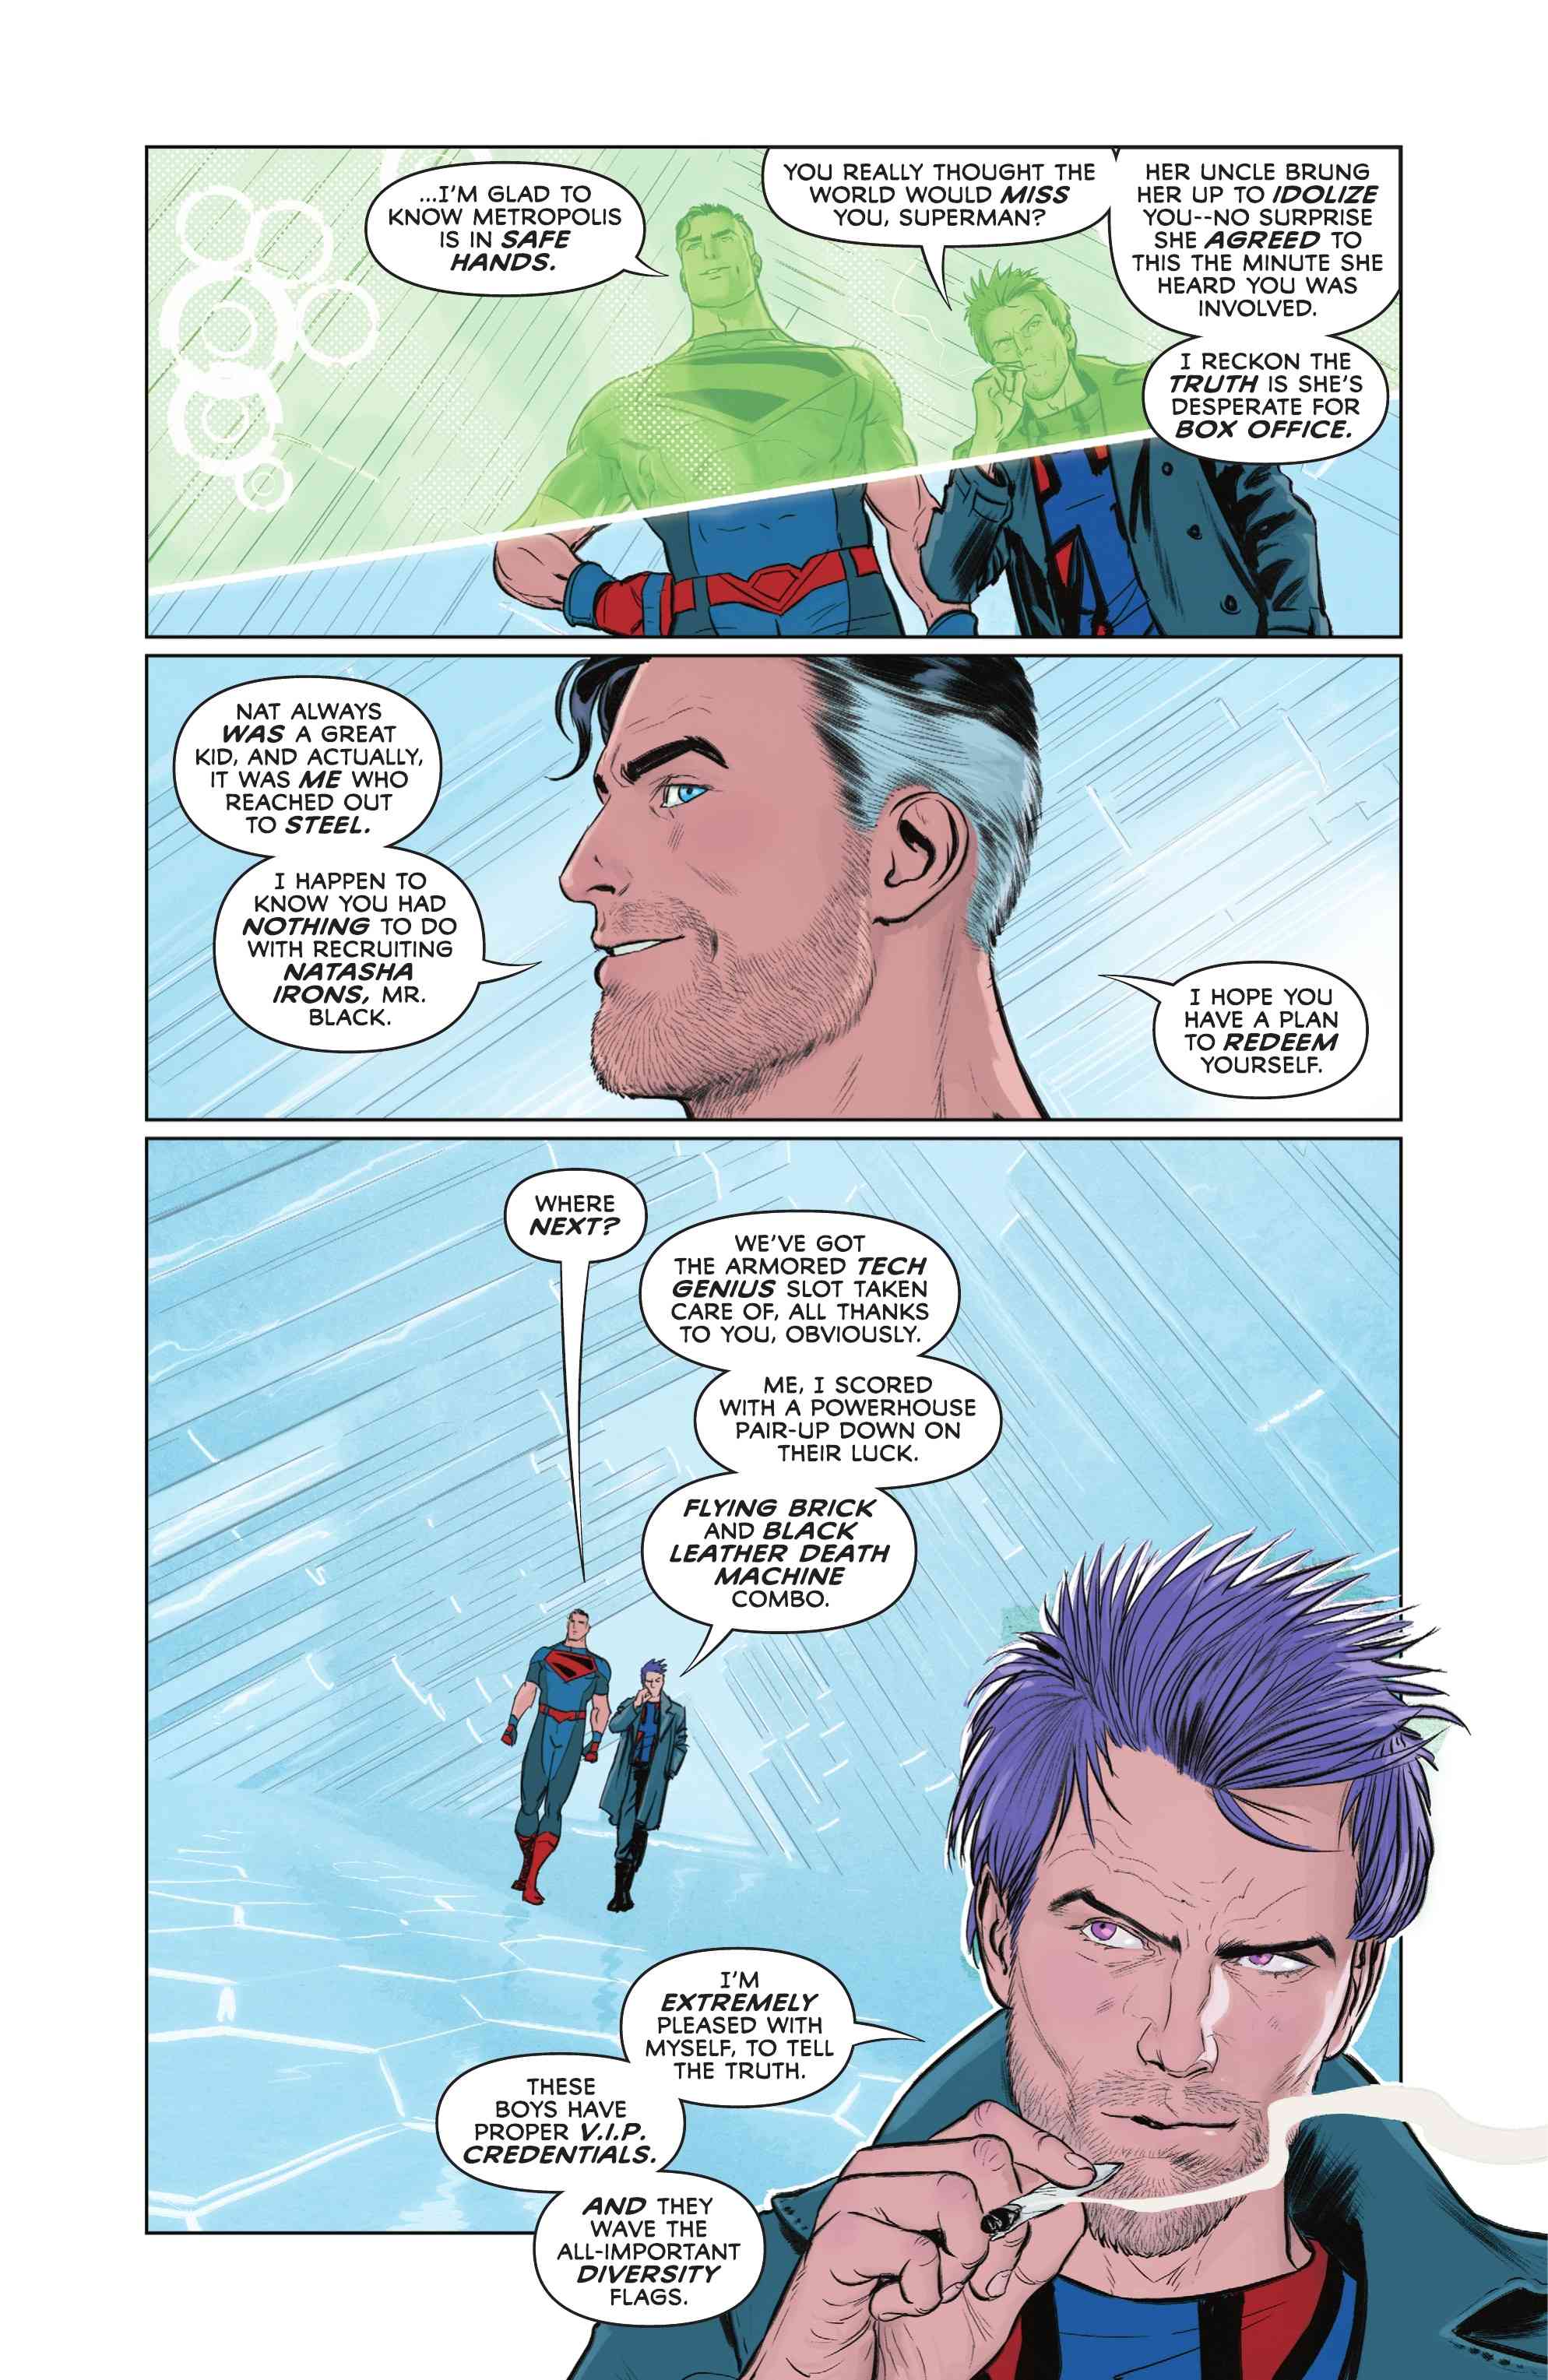 ...I'M GLAD TO
KNOW METROPOLIS
IS IN SAFE
HANDS.
YOU REALLY THOUGHT THE
WORLD WOULD MISS
YOU, SUPERMAN?
HER UNCLE BRUNG
HER UP TO IDOLIZE
YOU--NO SURPRISE
SHE AGREED TO
THIS THE MINUTE SHE
HEARD YOU WAS
INVOLVED.
I RECKON THE
TRUTH IS SHE'S
DESPERATE FOR
BOX OFFICE.
NAT ALWAYS
WAS A GREAT
KID, AND ACTUALLY,
IT WAS ME WHO
REACHED OUT
TO STEEL.
I HAPPEN TO
KNOW YOU HAD
NOTHING TO DO
WITH RECRUITING
NATASHA
IRONS, MR.
BLACK.
I HOPE YOU
HAVE A PLAN
TO REDEEM
YOURSELF.
WHERE
NEXT?
WE'VE GOT
THE ARMORED TECH
GENIUS SLOT TAKEN
CARE OF, ALL THANKS
TO YOU, OBVIOUSLY.
ME, I SCORED
WITH A POWERHOUSE
PAIR-UP DOWN ON
THEIR LUCK.
FLYING BRICK
AND BLACK
LEATHER DEATH
MACHINE
COMBO.
I'M
EXTREMELY
PLEASED WITH
MYSELF, TO TELL
THE TRUTH.
THESE
BOYS HAVE
PROPER V.I.P.
CREDENTIALS.
AND THEY
WAVE THE
ALL-IMPORTANT
DIVERSITY
FLAGS.